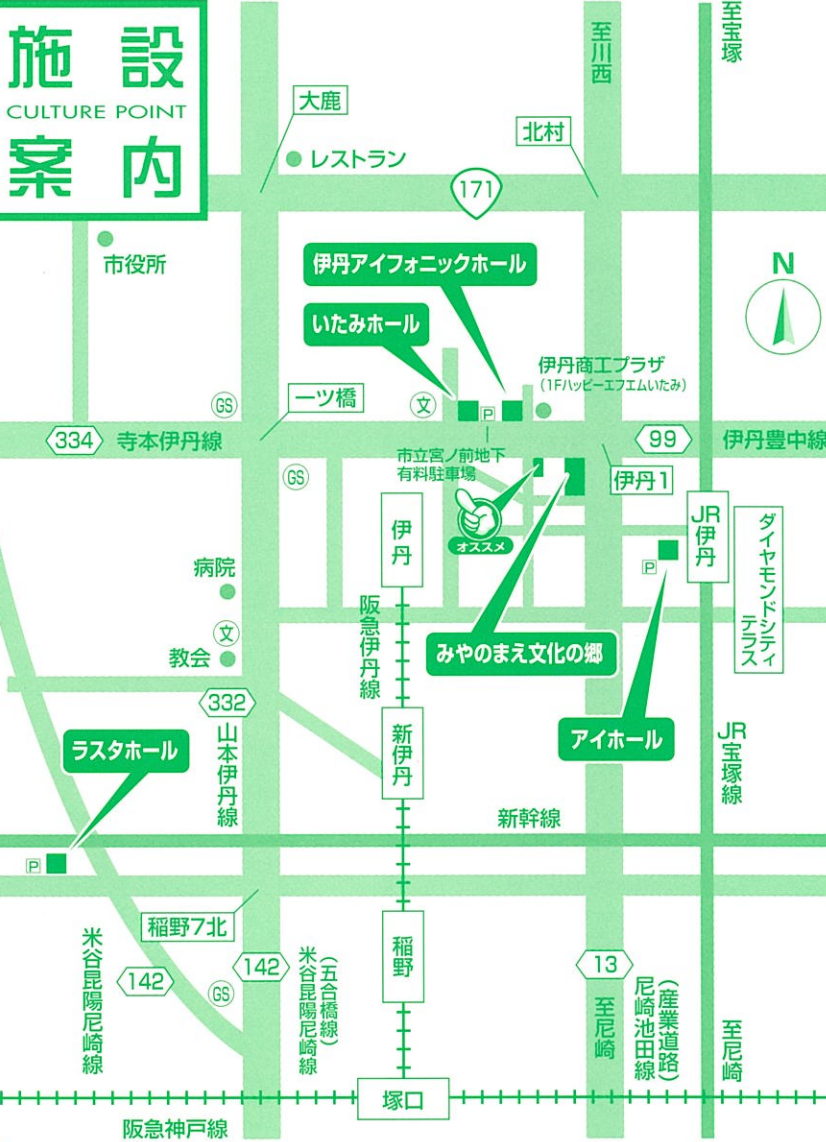 施設
CULTURE POINT
案内
至川西
至宝塚
大鹿
北村
レストラン
171
市役所
伊丹アイフォニックホール
N
いたみホール
伊丹商工プラザ
(1Fハッピーエフエムいたみ)
GS
一ツ橋
文
P
334
寺本伊丹線
99
伊丹豊中線
市立宮ノ前地下
有料駐車場
GS
伊丹1
オススメ
伊丹
JR伊丹
ダイヤモンドシティ
テラス
P
病院
阪急伊丹線
文
教会
みやのまえ文化の郷
332
山本伊丹線
新伊丹
アイホール
JR宝塚線
ラスタホール
新幹線
P
稲野7北
稲野
米谷昆陽尼崎線
142
GS
142
(五合橋線)
米谷昆陽尼崎線
13
至尼崎
(産業道路)
尼崎池田線
至尼崎
塚口
阪急神戸線